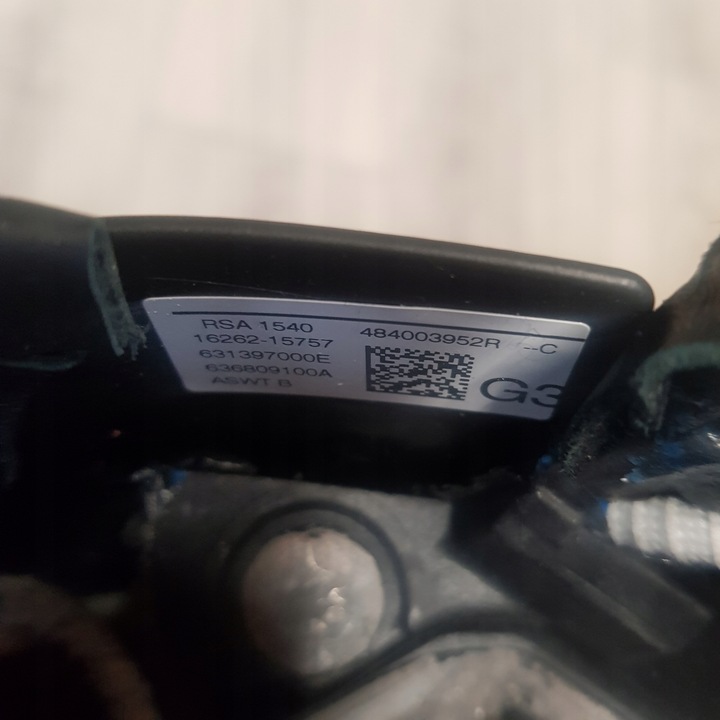 RSA 1540
16262-15757
631397000E
636809100A
ASWT B
484003952R --C
G3